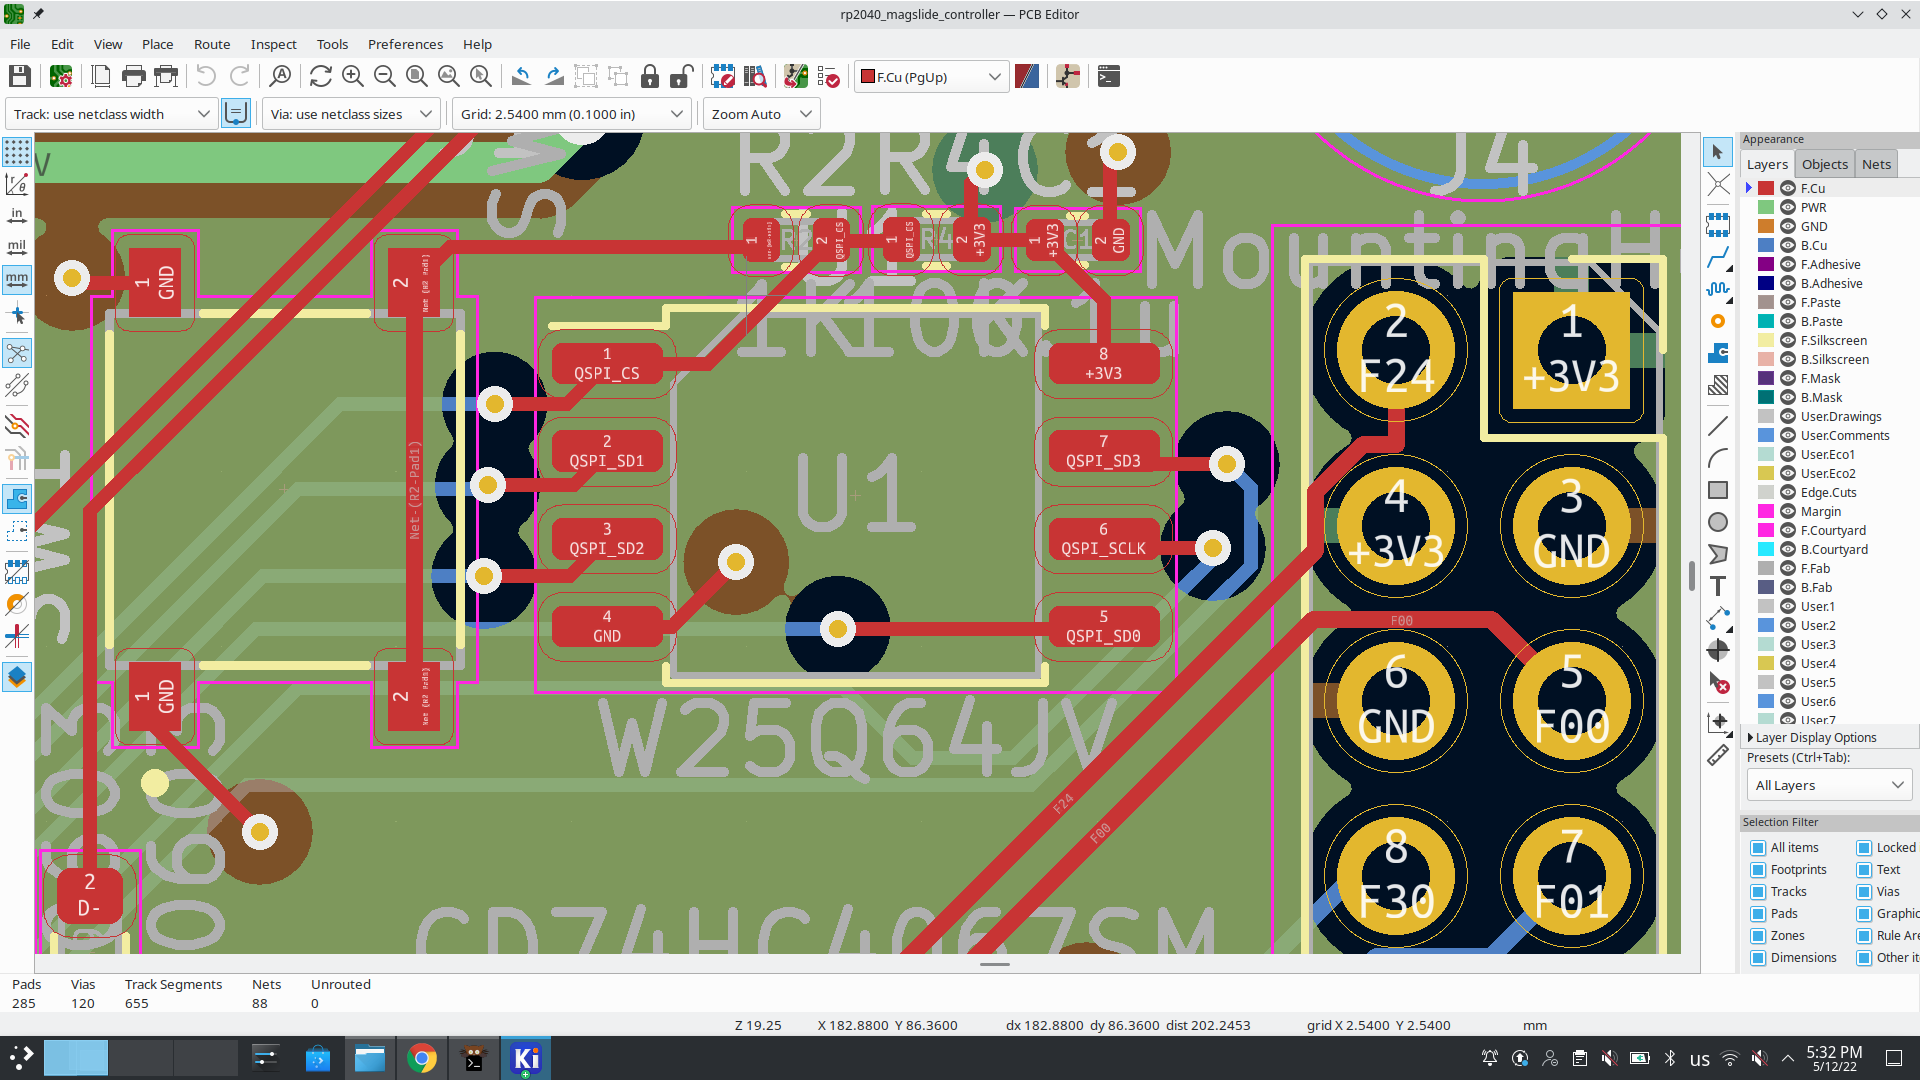 rp2040_magslide_controller — PCB Editor
File Edit View Place Route Inspect Tools Preferences Help
F.Cu (PgUp)
Track: use netclass width
Via: use netclass sizes
Grid: 2.5400 mm (0.1000 in)
Zoom Auto
in
mil
mm
V
SW
R2 R4 C1
J4
MountingH
1 GND
2 Net (R2 Pad1)
1
R2
2 QSPI_CS
1 QSPI_CS
R4
2 +3V3
1 +3V3
C1
2 GND
1K
10K
1U
1
QSPI_CS
2
QSPI_SD1
3
QSPI_SD2
4
GND
8
+3V3
7
QSPI_SD3
6
QSPI_SCLK
5
QSPI_SD0
U1
Net-(R2-Pad1)
W25Q64JV
1 GND
2 Net (R2 Pad1)
2
D-
CD74HC4067SM
F24
F00
F00
2
F24
1
+3V3
4
+3V3
3
GND
6
GND
5
F00
8
F30
7
F01
Appearance
Layers Objects Nets
F.Cu
PWR
GND
B.Cu
F.Adhesive
B.Adhesive
F.Paste
B.Paste
F.Silkscreen
B.Silkscreen
F.Mask
B.Mask
User.Drawings
User.Comments
User.Eco1
User.Eco2
Edge.Cuts
Margin
F.Courtyard
B.Courtyard
F.Fab
B.Fab
User.1
User.2
User.3
User.4
User.5
User.6
User.7
Layer Display Options
Presets (Ctrl+Tab):
All Layers
Selection Filter
All items Locked
Footprints Text
Tracks Vias
Pads Graphic
Zones Rule Are
Dimensions Other it
Pads Vias Track Segments Nets Unrouted
285 120 655 88 0
Z 19.25 X 182.8800 Y 86.3600 dx 182.8800 dy 86.3600 dist 202.2453 grid X 2.5400 Y 2.5400 mm
Ki
us
5:32 PM
5/12/22